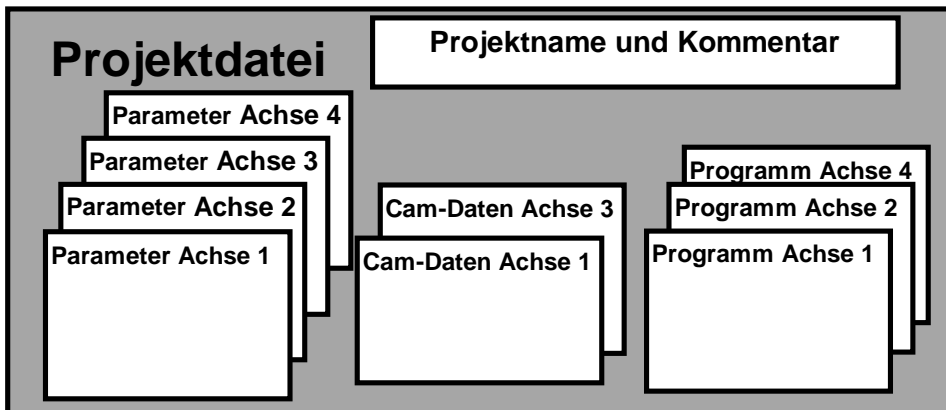 Projektdatei
Projektname und Kommentar
Parameter Achse 4
Parameter Achse 3
Parameter Achse 2
Parameter Achse 1
Cam-Daten Achse 3
Cam-Daten Achse 1
Programm Achse 4
Programm Achse 2
Programm Achse 1